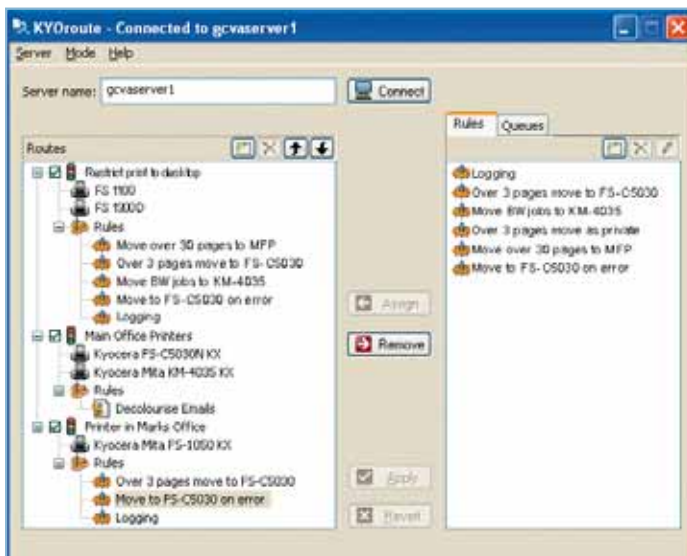 KYOroute - Connected to gcvaserver1
Server Mode Help
Server name: gcvaserver1 Connect
Rules Queues
Routes
Restrict print to desktop
FS 1100
FS 1900D
Rules
Move over 30 pages to MFP
Over 3 pages move to FS-C5030
Move BW jobs to KM-4035
Move to FS-C5030 on error
Logging
Main Office Printers
Kyocera FS-C5030N KX
Kyocera Mita KM-4035 KX
Rules
Decolourise Emails
Printer in Marks Office
Kyocera Mita FS-1050 KX
Rules
Over 3 pages move to FS-C5030
Move to FS-C5030 on error
Logging
Assign
Remove
Apply
Revert
Logging
Over 3 pages move to FS-C5030
Move BW jobs to KM-4035
Over 3 pages move as private
Move over 30 pages to MFP
Move to FS-C5030 on error